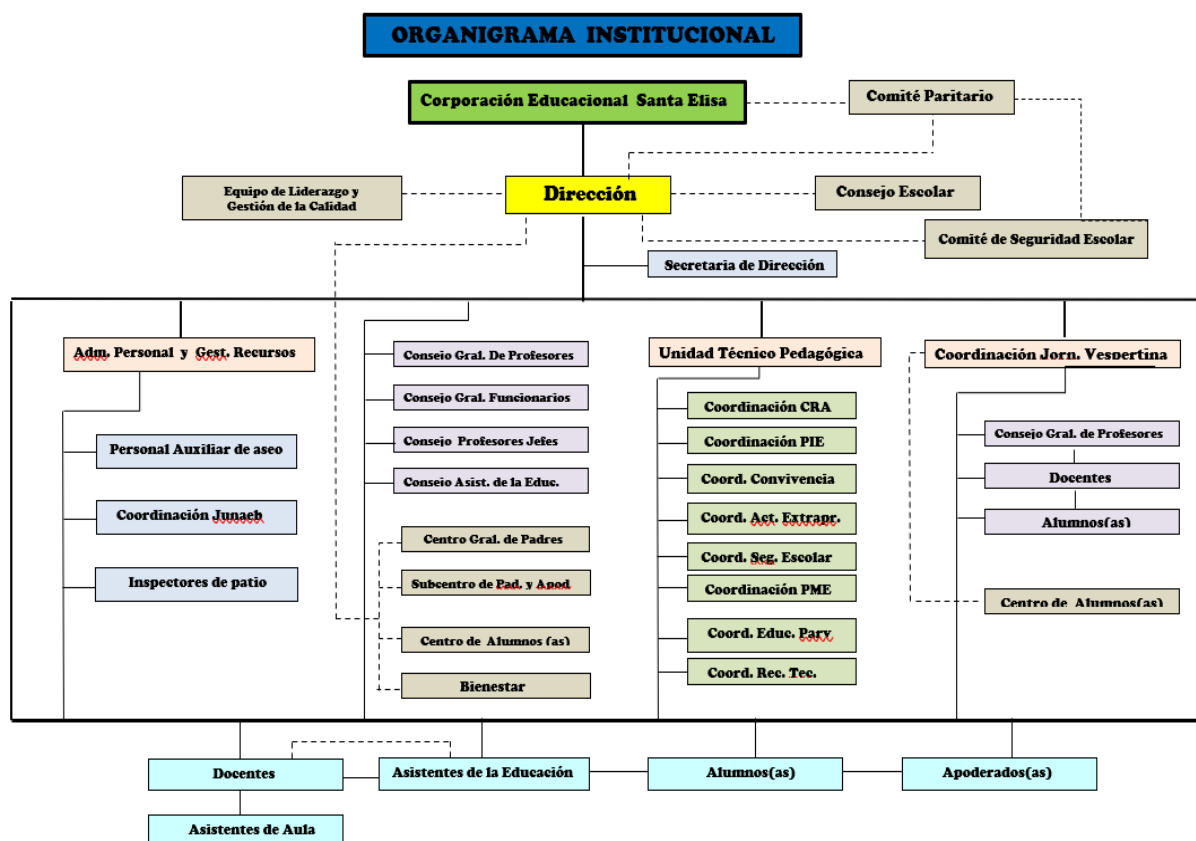 ORGANIGRAMA INSTITUCIONAL
Corporación Educacional Santa Elisa
Comité Paritario
Equipo de Liderazgo y
Gestión de la Calidad
Dirección
Consejo Escolar
Comité de Seguridad Escolar
Secretaria de Dirección
Adm. Personal y Gest. Recursos
Personal Auxiliar de aseo
Coordinación Junaeb
Inspectores de patio
Consejo Gral. De Profesores
Consejo Gral. Funcionarios
Consejo Profesores Jefes
Consejo Asist. de la Educ.
Centro Gral. de Padres
Subcentro de Pad. y Apod
Centro de Alumnos (as)
Bienestar
Unidad Técnico Pedagógica
Coordinación CRA
Coordinación PIE
Coord. Convivencia
Coord. Act. Extrapr.
Coord. Seg. Escolar
Coordinación PME
Coord. Educ. Parv
Coord. Rec. Tec.
Coordinación Jorn. Vespertina
Consejo Gral. de Profesores
Docentes
Alumnos(as)
Centro de Alumnos(as)
Docentes
Asistentes de la Educación
Alumnos(as)
Apoderados(as)
Asistentes de Aula